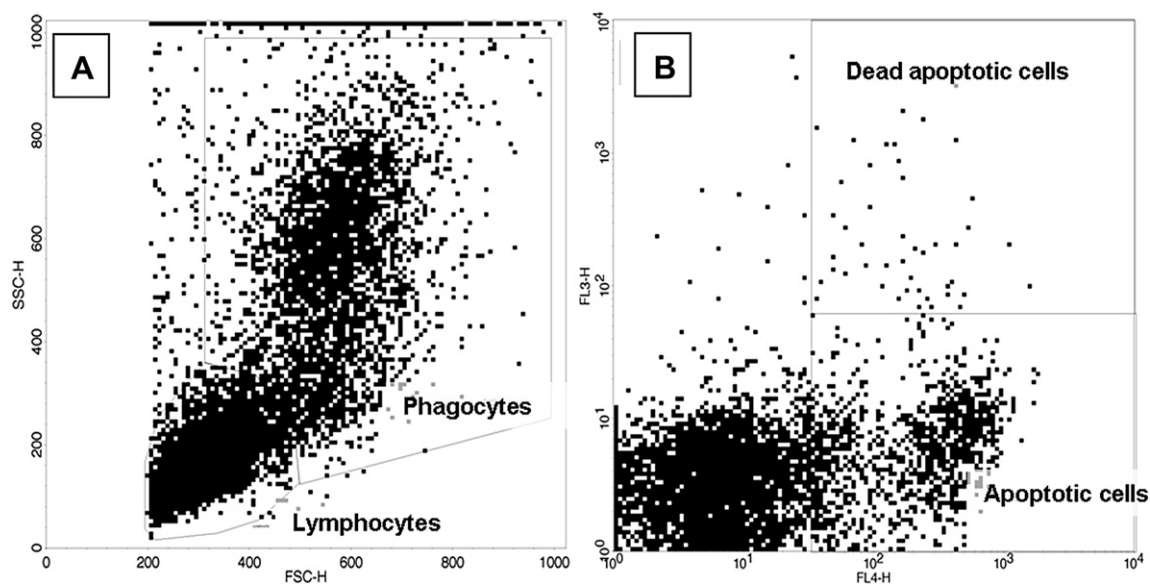 A
1000
800
600
400
200
0
SSC-H
200
400
600
800
1000
FSC-H
Phagocytes
Lymphocytes
B
10^4
10^3
10^2
10^1
10^0
FL3-H
10^0
10^1
10^2
10^3
10^4
FL4-H
Dead apoptotic cells
Apoptotic cells